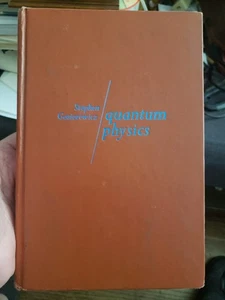 Stephen
Gasiorowicz
quantum
physics